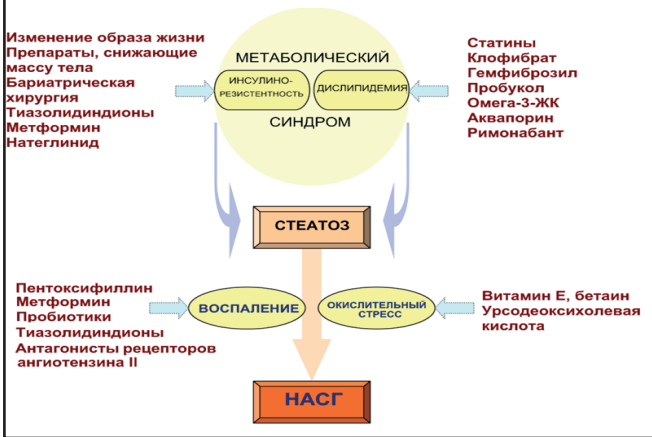 Изменение образа жизни
Препараты, снижающие
массу тела
Бариатрическая
хирургия
Тиазолидиндионы
Метформин
Натеглинид
МЕТАБОЛИЧЕСКИЙ
ИНСУЛИНО-
РЕЗИСТЕНТНОСТЬ
ДИСЛИПИДЕМИЯ
СИНДРОМ
Статины
Клофибрат
Гемфиброзил
Пробукол
Омега-3-ЖК
Аквапорин
Римонабант
СТЕАТОЗ
Пентоксифиллин
Метформин
Пробиотики
Тиазолидиндионы
Антагонисты рецепторов
ангиотензина II
ВОСПАЛЕНИЕ
ОКИСЛИТЕЛЬНЫЙ
СТРЕСС
Витамин Е, бетаин
Урсодеоксихолевая
кислота
НАСГ